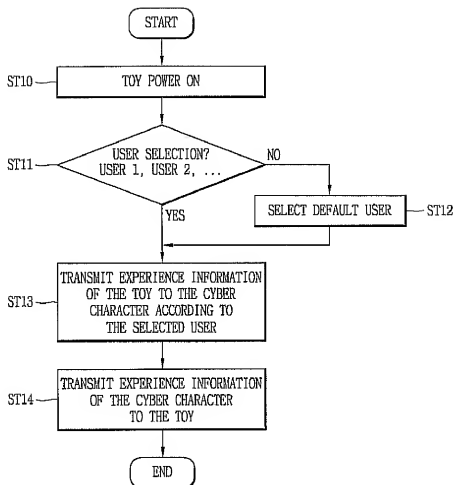 START
ST10
TOY POWER ON
ST11
USER SELECTION?
USER 1, USER 2, ...
NO
YES
SELECT DEFAULT USER
ST12
ST13
TRANSMIT EXPERIENCE INFORMATION
OF THE TOY TO THE CYBER
CHARACTER ACCORDING TO
THE SELECTED USER
ST14
TRANSMIT EXPERIENCE INFORMATION
OF THE CYBER CHARACTER
TO THE TOY
END